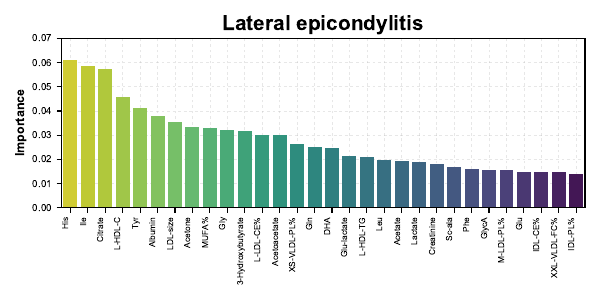 Lateral epicondylitis
Importance
0.07
0.06
0.05
0.04
0.03
0.02
0.01
0.00
His
Ile
Citrate
L-HDL-C
Tyr
Albumin
LDL-size
Acetone
MUFA%
Gly
3-Hydroxybutyrate
L-LDL-CE%
Acetoacetate
XS-VLDL-PL%
Gln
DHA
Glu-lactate
L-HDL-TG
Leu
Acetate
Lactate
Creatinine
Sc-ala
Phe
GlycA
M-LDL-PL%
Glu
IDL-CE%
XXL-VLDL-FC%
IDL-PL%